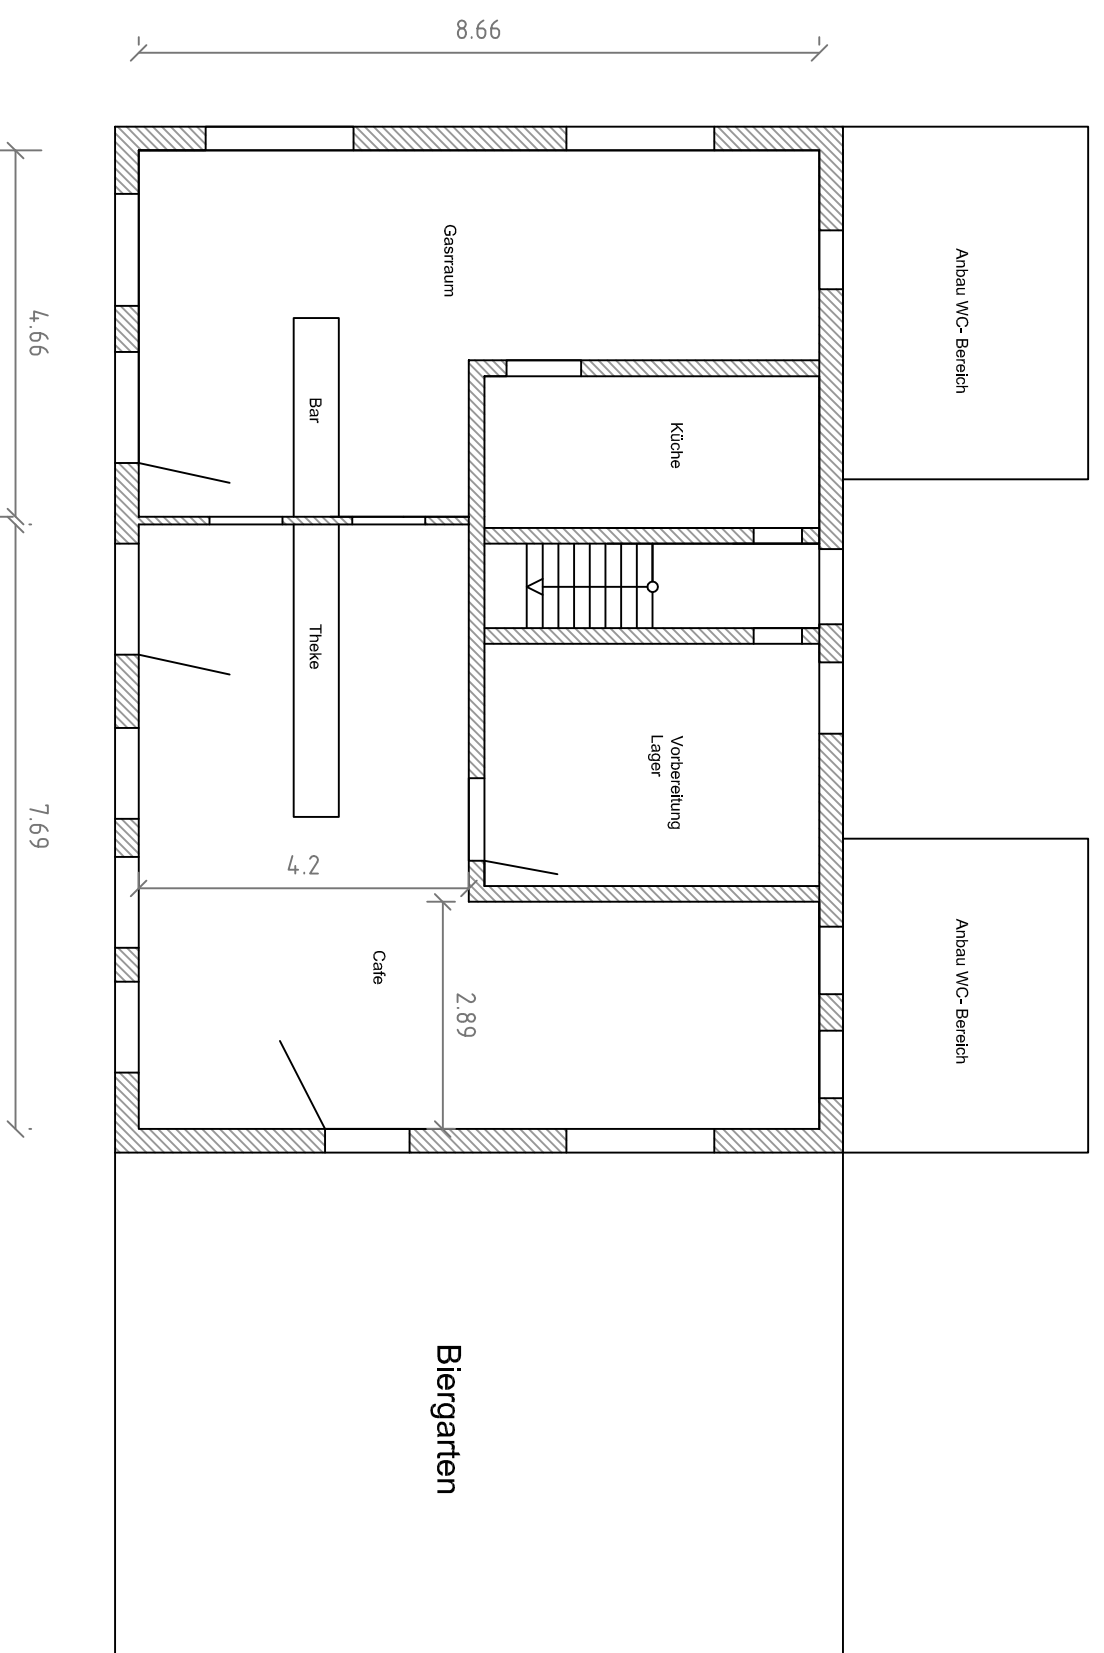 8.66
Anbau WC- Bereich
Gasrraum
4.66
Bar
Küche
Theke
Vorbereitung
Lager
7.69
4.2
Cafe
2.89
Anbau WC- Bereich
Biergarten